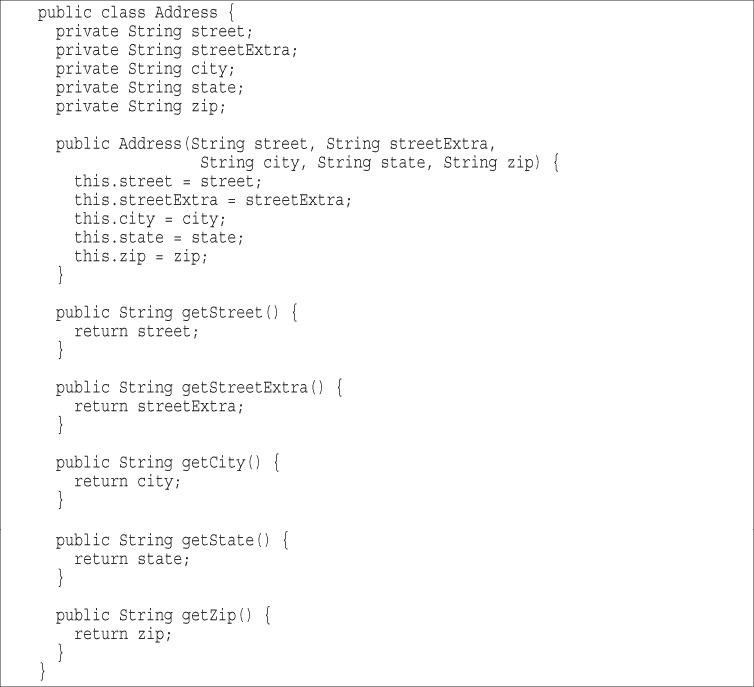 public class Address {
  private String street;
  private String streetExtra;
  private String city;
  private String state;
  private String zip;

  public Address(String street, String streetExtra,
                  String city, String state, String zip) {
    this.street = street;
    this.streetExtra = streetExtra;
    this.city = city;
    this.state = state;
    this.zip = zip;
  }

  public String getStreet() {
    return street;
  }

  public String getStreetExtra() {
    return streetExtra;
  }

  public String getCity() {
    return city;
  }

  public String getState() {
    return state;
  }

  public String getZip() {
    return zip;
  }
}